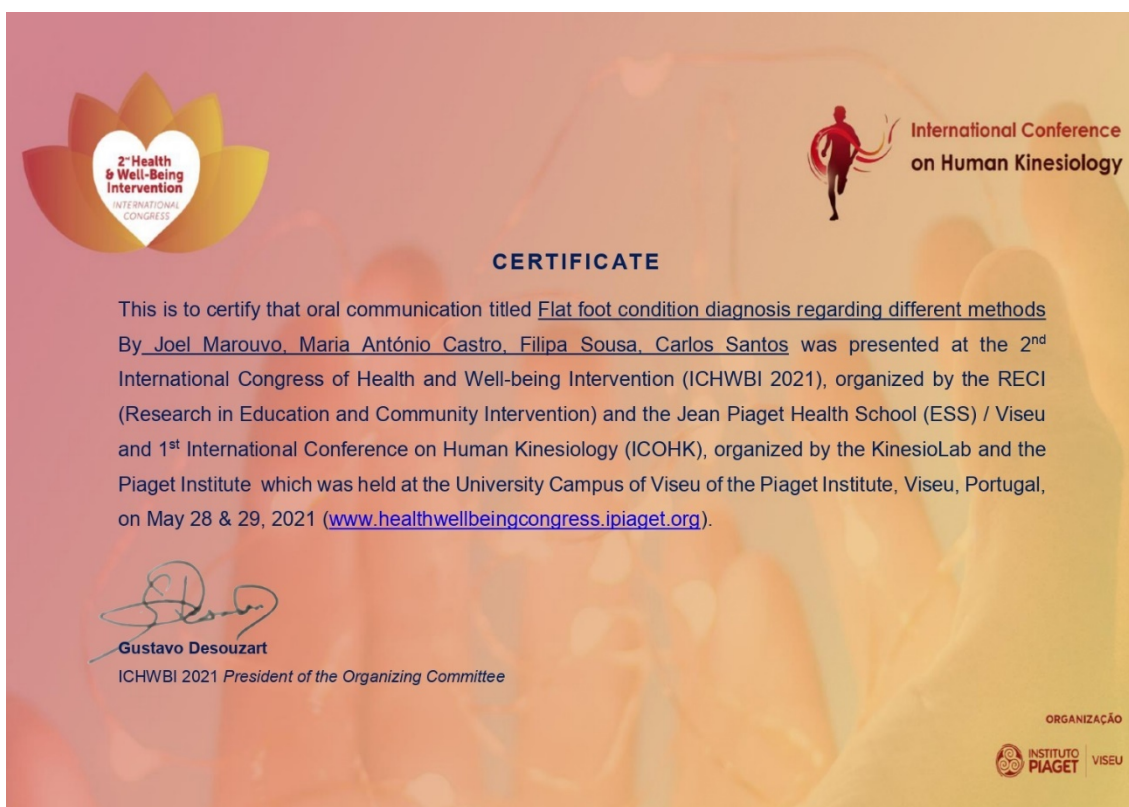 2nd Health
& Well-Being
Intervention
INTERNATIONAL
CONGRESS
International Conference
on Human Kinesiology
CERTIFICATE
This is to certify that oral communication titled Flat foot condition diagnosis regarding different methods
By Joel Marouvo, Maria António Castro, Filipa Sousa, Carlos Santos was presented at the 2nd
International Congress of Health and Well-being Intervention (ICHWBI 2021), organized by the RECI
(Research in Education and Community Intervention) and the Jean Piaget Health School (ESS) / Viseu
and 1st International Conference on Human Kinesiology (ICOHK), organized by the KinesioLab and the
Piaget Institute which was held at the University Campus of Viseu of the Piaget Institute, Viseu, Portugal,
on May 28 & 29, 2021 (www.healthwellbeingcongress.ipiaget.org).
Gustavo Desouzart
ICHWBI 2021 President of the Organizing Committee
ORGANIZAÇÃO
INSTITUTO
PIAGET
VISEU